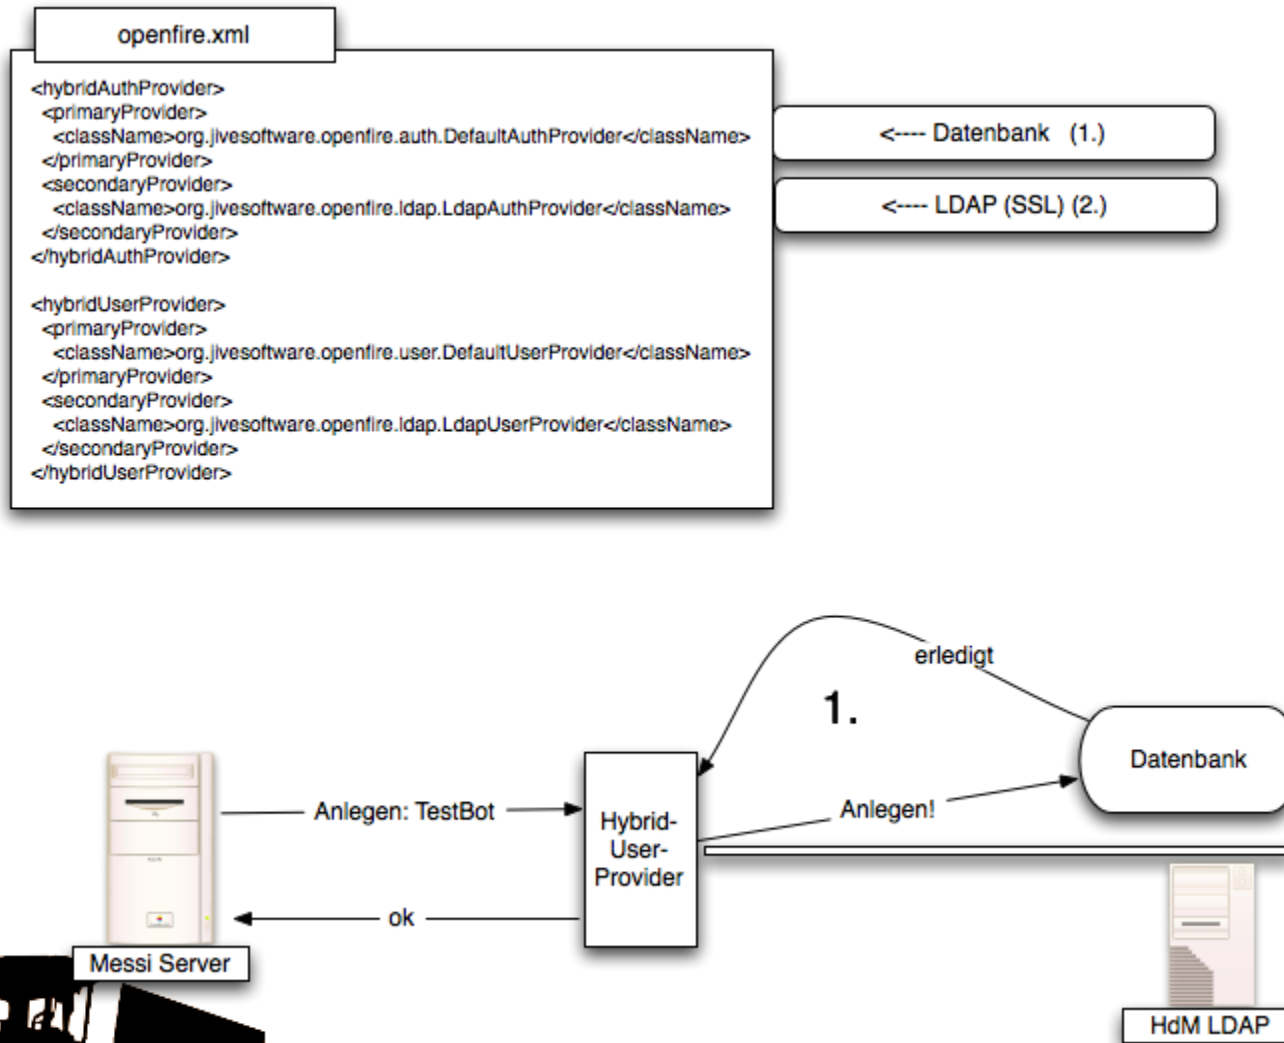 openfire.xml
<hybridAuthProvider>
<primaryProvider>
<className>org.jivesoftware.openfire.auth.DefaultAuthProvider</className>
</primaryProvider>
<secondaryProvider>
<className>org.jivesoftware.openfire.ldap.LdapAuthProvider</className>
</secondaryProvider>
</hybridAuthProvider>
<hybridUserProvider>
<primaryProvider>
<className>org.jivesoftware.openfire.user.DefaultUserProvider</className>
</primaryProvider>
<secondaryProvider>
<className>org.jivesoftware.openfire.ldap.LdapUserProvider</className>
</secondaryProvider>
</hybridUserProvider>
<---- Datenbank (1.)
<---- LDAP (SSL) (2.)
erledigt
1.
Datenbank
Anlegen: TestBot
Anlegen!
Hybrid-
User-
Provider
ok
Messi Server
HdM LDAP